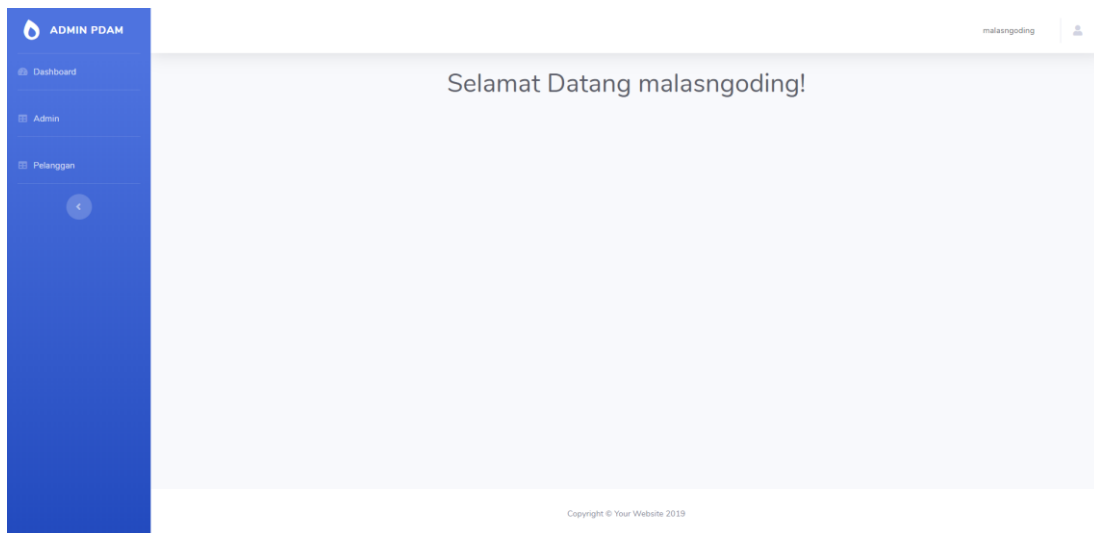 ADMIN PDAM
malasngoding
Dashboard
Admin
Pelanggan
Selamat Datang malasngoding!
Copyright © Your Website 2019